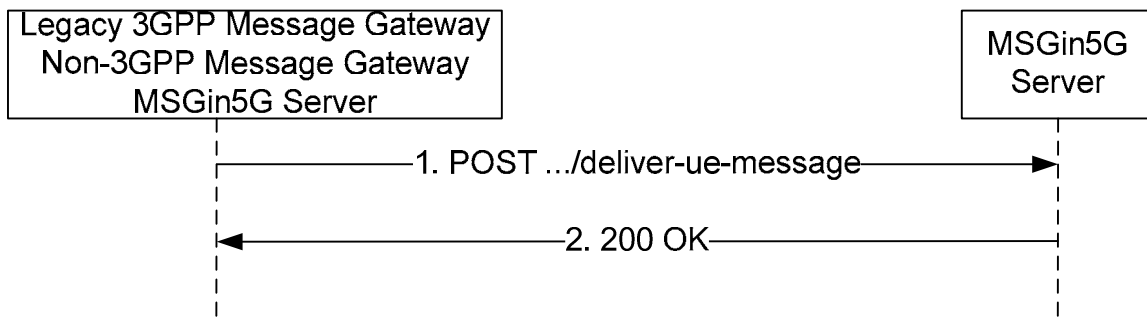 Legacy 3GPP Message Gateway
Non-3GPP Message Gateway
MSGin5G Server
MSGin5G
Server
1. POST .../deliver-ue-message
2. 200 OK